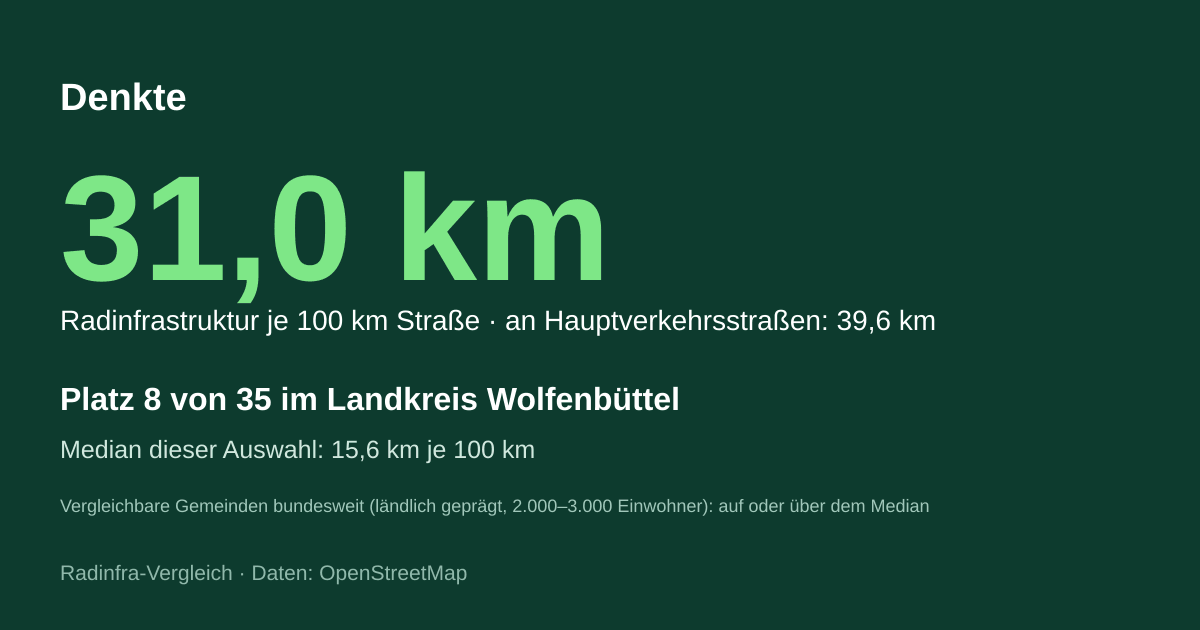 Denkte
31,0 km
Radinfrastruktur je 100 km Straße · an Hauptverkehrsstraßen: 39,6 km
Platz 8 von 35 im Landkreis Wolfenbüttel
Median dieser Auswahl: 15,6 km je 100 km
Vergleichbare Gemeinden bundesweit (ländlich geprägt, 2.000–3.000 Einwohner): auf oder über dem Median
Radinfra-Vergleich · Daten: OpenStreetMap